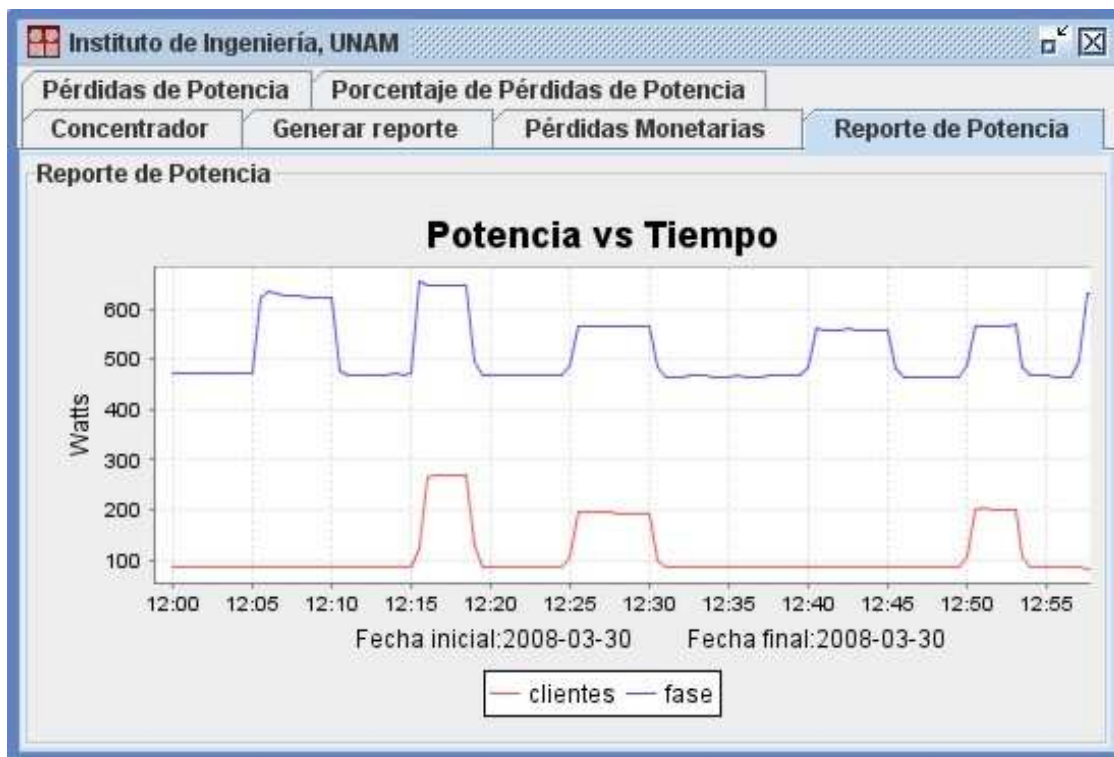 Instituto de Ingeniería, UNAM
Pérdidas de Potencia Porcentaje de Pérdidas de Potencia
Concentrador Generar reporte Pérdidas Monetarias Reporte de Potencia
Reporte de Potencia
Potencia vs Tiempo
600
500
400
300
200
100
Watts
12:00 12:05 12:10 12:15 12:20 12:25 12:30 12:35 12:40 12:45 12:50 12:55
Fecha inicial:2008-03-30 Fecha final:2008-03-30
clientes fase